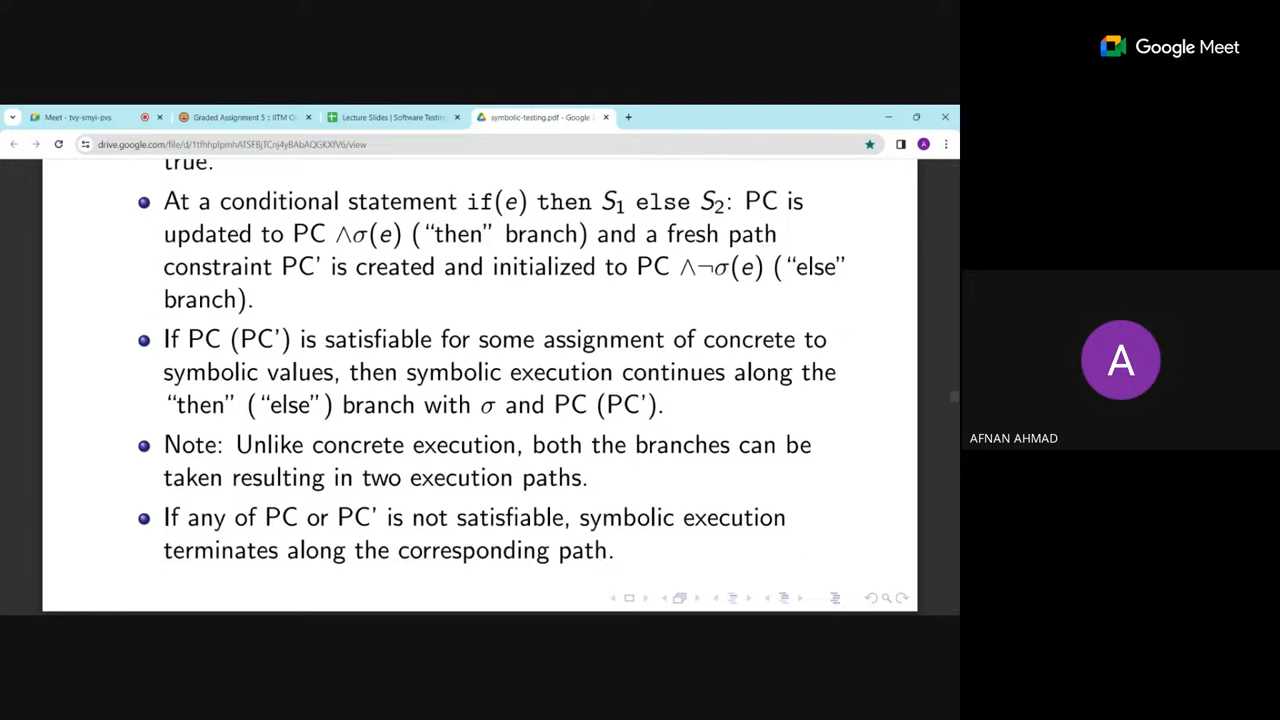 Google Meet
Meet - tvy-smyi-pvs
Graded Assignment 5 :: IITM O
Lecture Slides | Software Testin
symbolic-testing.pdf - Google D
true.
At a conditional statement if(e) then S1 else S2: PC is
updated to PC ∧σ(e) (“then” branch) and a fresh path
constraint PC’ is created and initialized to PC ∧¬σ(e) (“else”
branch).
If PC (PC’) is satisfiable for some assignment of concrete to
symbolic values, then symbolic execution continues along the
“then” (“else”) branch with σ and PC (PC’).
Note: Unlike concrete execution, both the branches can be
taken resulting in two execution paths.
If any of PC or PC’ is not satisfiable, symbolic execution
terminates along the corresponding path.
A
AFNAN AHMAD